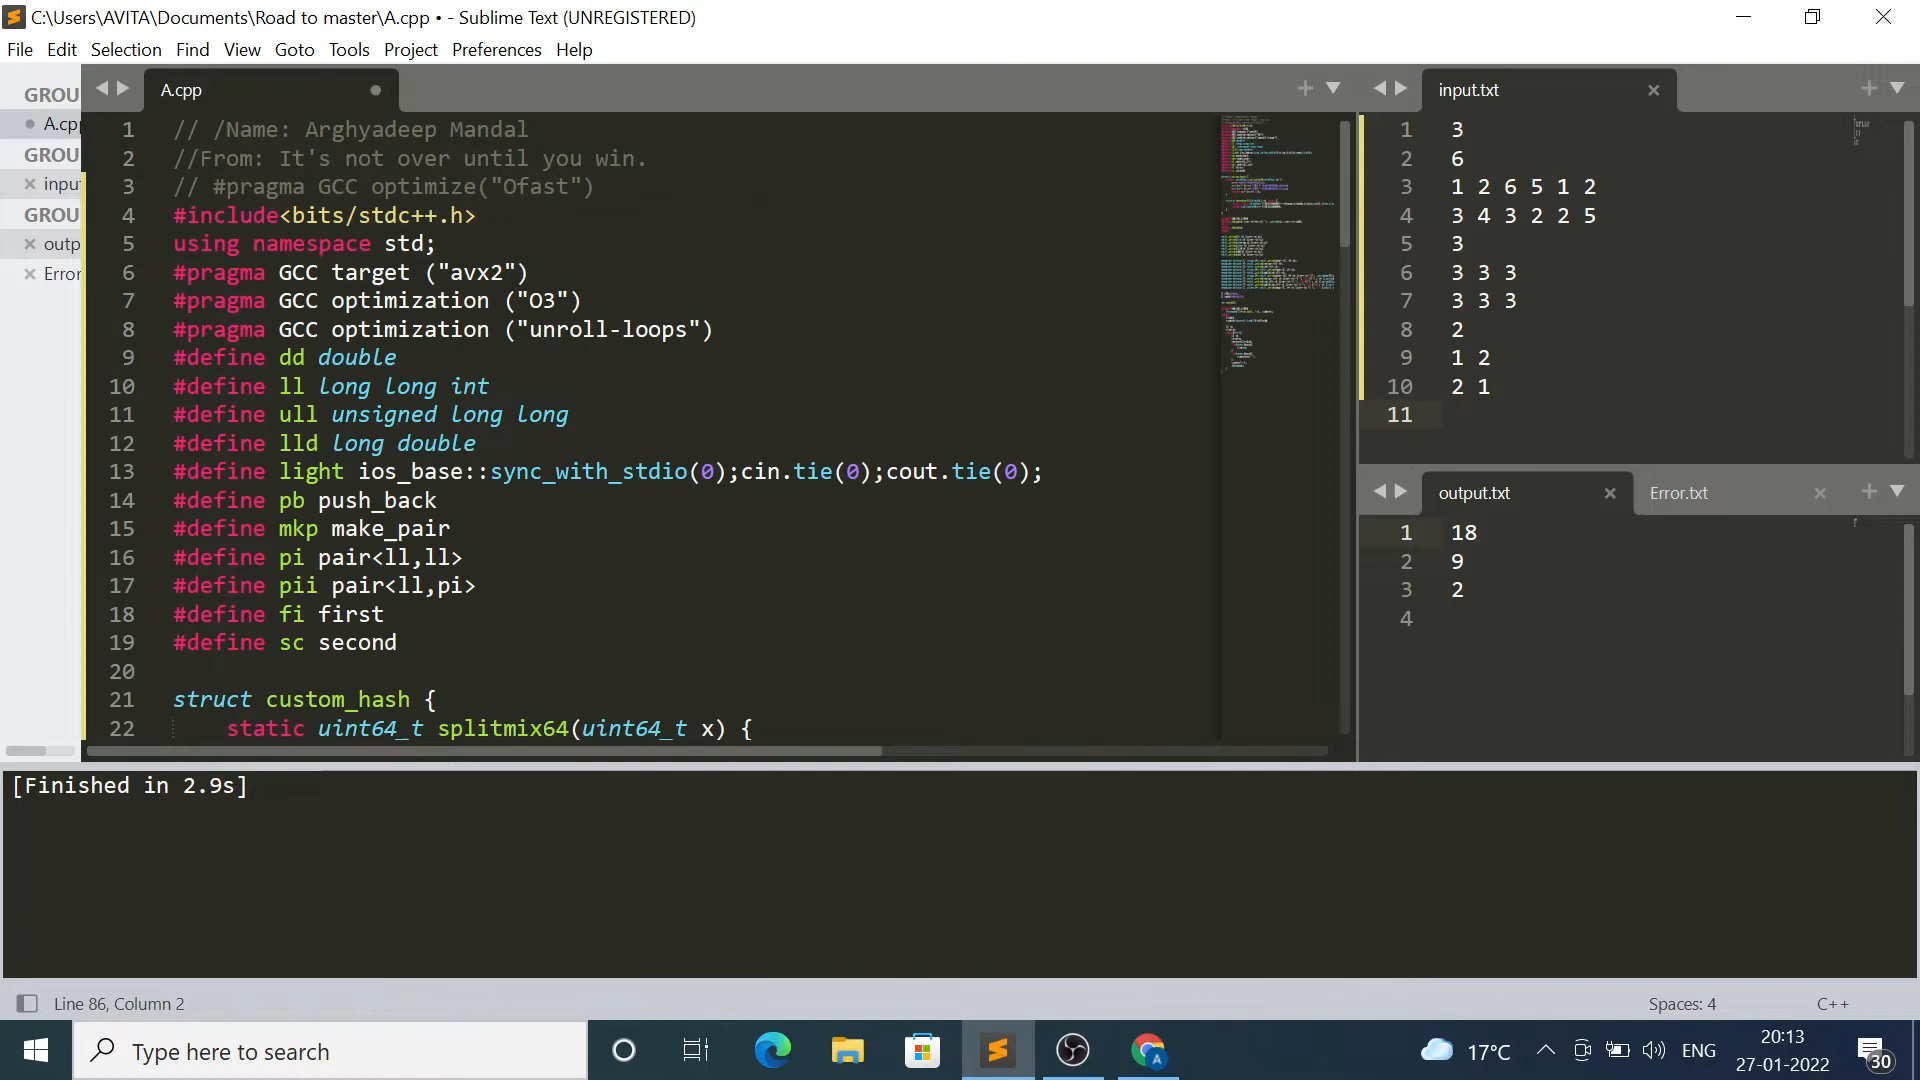 C:\Users\AVITA\Documents\Road to master\A.cpp • - Sublime Text (UNREGISTERED)
File Edit Selection Find View Goto Tools Project Preferences Help
GROU
A.cpp
GROU
inpu
GROU
outp
Error
A.cpp
1 // /Name: Arghyadeep Mandal
2 //From: It's not over until you win.
3 // #pragma GCC optimize("Ofast")
4 #include<bits/stdc++.h>
5 using namespace std;
6 #pragma GCC target ("avx2")
7 #pragma GCC optimization ("O3")
8 #pragma GCC optimization ("unroll-loops")
9 #define dd double
10 #define ll long long int
11 #define ull unsigned long long
12 #define lld long double
13 #define light ios_base::sync_with_stdio(0);cin.tie(0);cout.tie(0);
14 #define pb push_back
15 #define mkp make_pair
16 #define pi pair<ll,ll>
17 #define pii pair<ll,pi>
18 #define fi first
19 #define sc second
20
21 struct custom_hash {
22 static uint64_t splitmix64(uint64_t x) {
input.txt
1 3
2 6
3 1 2 6 5 1 2
4 3 4 3 2 2 5
5 3
6 3 3 3
7 3 3 3
8 2
9 1 2
10 2 1
11
output.txt Error.txt
1 18
2 9
3 2
4
[Finished in 2.9s]
Line 86, Column 2 Spaces: 4 C++
Type here to search
17°C ENG
20:13
27-01-2022
30